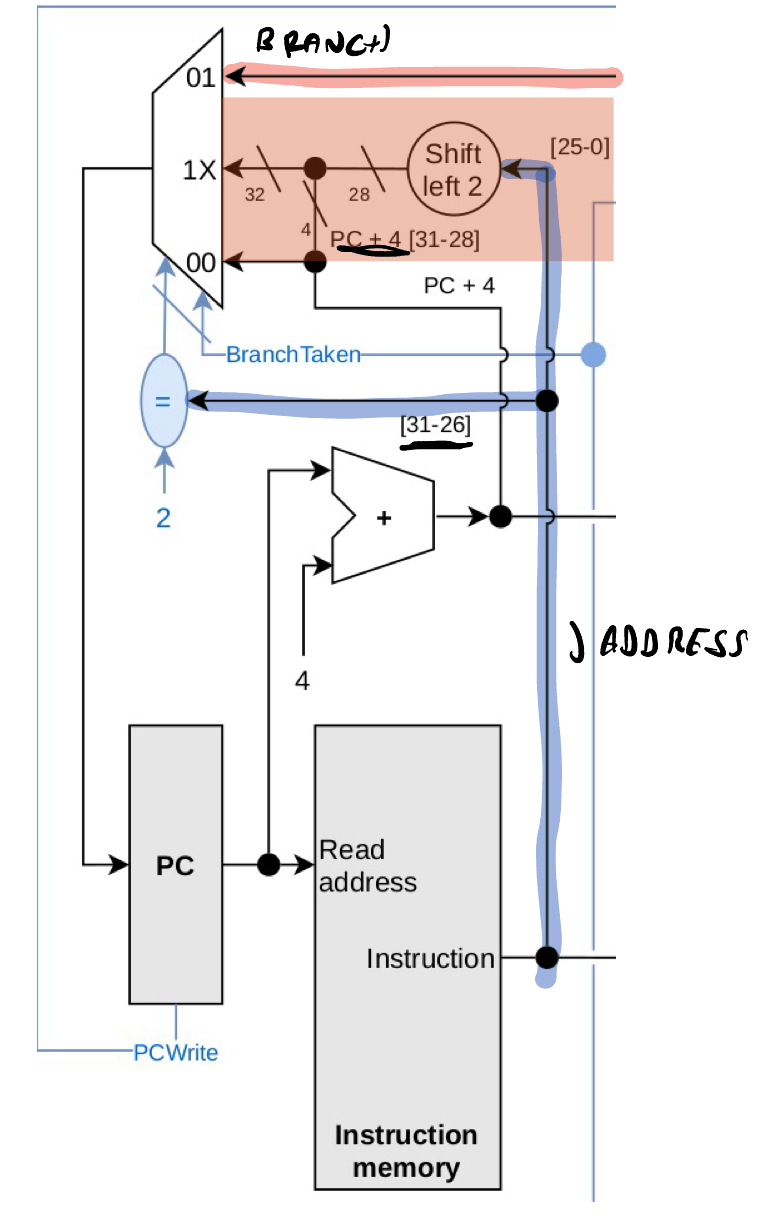 BRANCH
01
[25-0]
Shift
left 2
1X
32
28
4
PC + 4 [31-28]
00
PC + 4
BranchTaken
=
[31-26]
2
+
4
J ADDRESS
PC
Read
address
Instruction
PCWrite
Instruction
memory